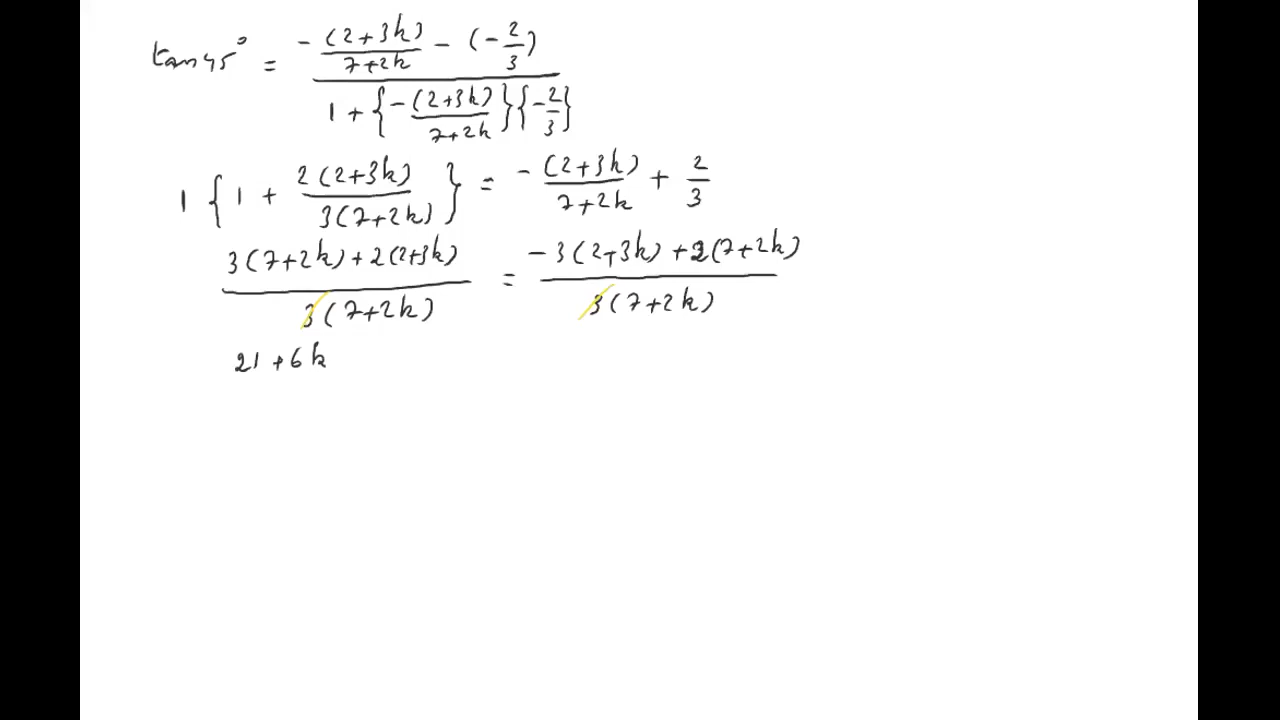 tan 45° = (-(2+3k)/(7+2k) - (-2/3)) / (1 + {-(2+3k)/(7+2k)}{-2/3})
1 {1 + 2(2+3k)/3(7+2k)} = -(2+3k)/(7+2k) + 2/3
(3(7+2k)+2(2+3k))/(3(7+2k)) = (-3(2+3k)+2(7+2k))/(3(7+2k))
21+6k